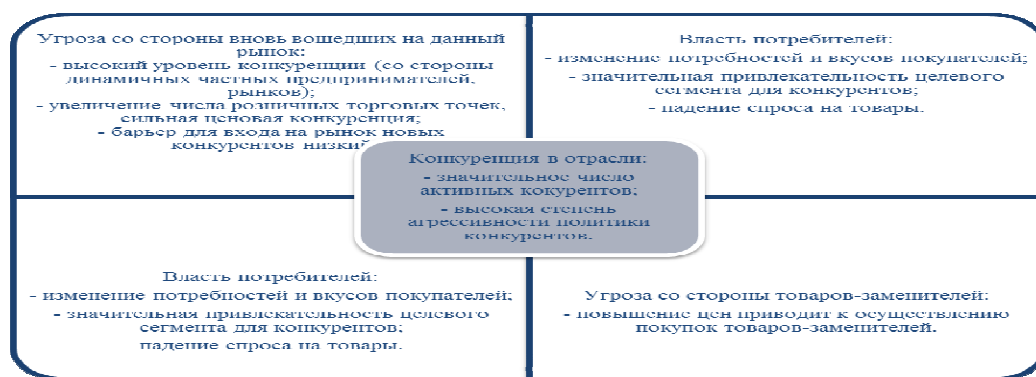 Угроза со стороны вновь вошедших на данный
рынок:
- высокий уровень конкуренции (со стороны
динамичных частных предпринимателей,
рынков);
- увеличение числа розничных торговых точек,
сильная ценовая конкуренция;
- барьер для входа на рынок новых
конкурентов низкий
Власть потребителей:
- изменение потребностей и вкусов покупателей;
- значительная привлекательность целевого
сегмента для конкурентов;
- падение спроса на товары.
Конкуренция в отрасли:
- значительное число
активных кокурентов;
- высокая степень
агрессивности политики
конкурентов.
Власть потребителей:
- изменение потребностей и вкусов покупателей;
- значительная привлекательность целевого
сегмента для конкурентов;
падение спроса на товары.
Угроза со стороны товаров-заменителей:
- повышение цен приводит к осуществлению
покупок товаров-заменителей.